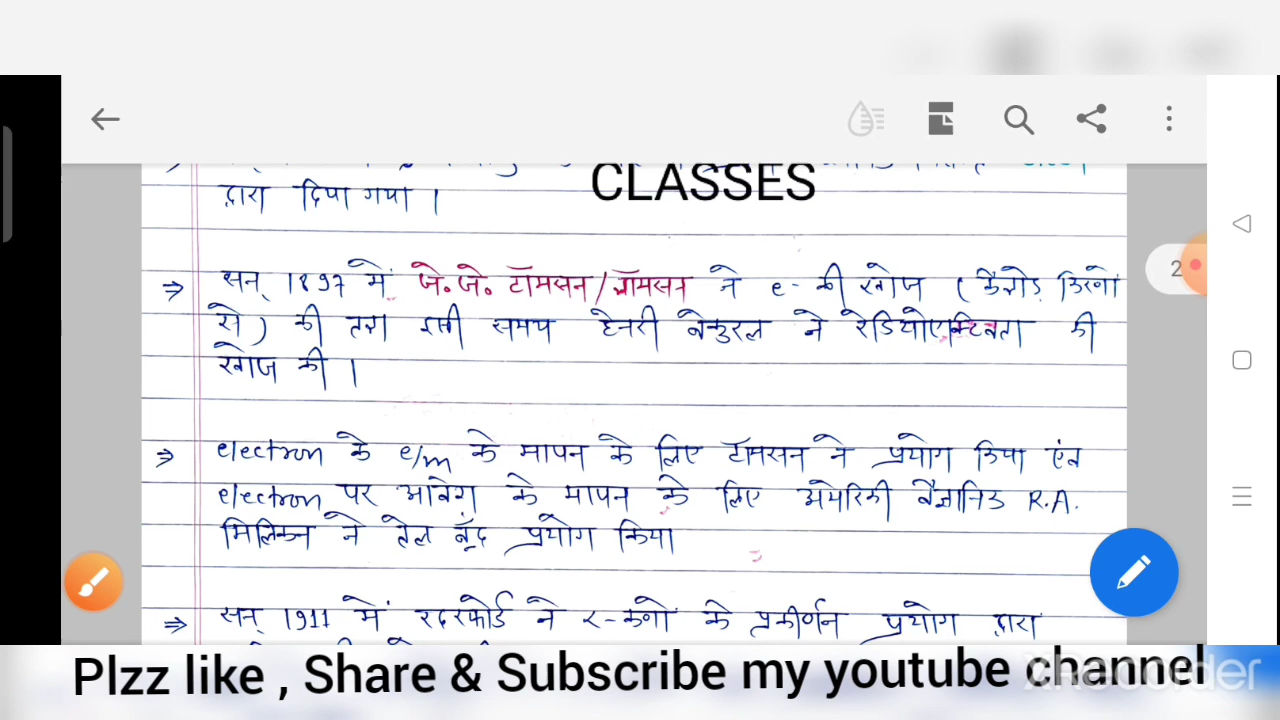 CLASSES
द्वारा दिया गया ।
2
⇒ सन् 1897 में जे॰जे॰ टॉमसन/थॉमसन ने e- की खोज (कैथोड किरणो
से) की तथा इसी समय हेनरी बेकुरल ने रेडियोएक्टिवता की
खोज की ।
⇒ electron के e/m के मापन के लिए टॉमसन ने प्रयोग किया एंव
electron पर आवेश के मापन के लिए अमेरिकी वैज्ञानिक R.A.
मिलिकन ने तेल बूँद प्रयोग किया
⇒ सन् 1911 में रदरफोर्ड ने α-कणो के प्रकीर्णन प्रयोग द्वारा
Plzz like , Share & Subscribe my youtube channel
XRecorder